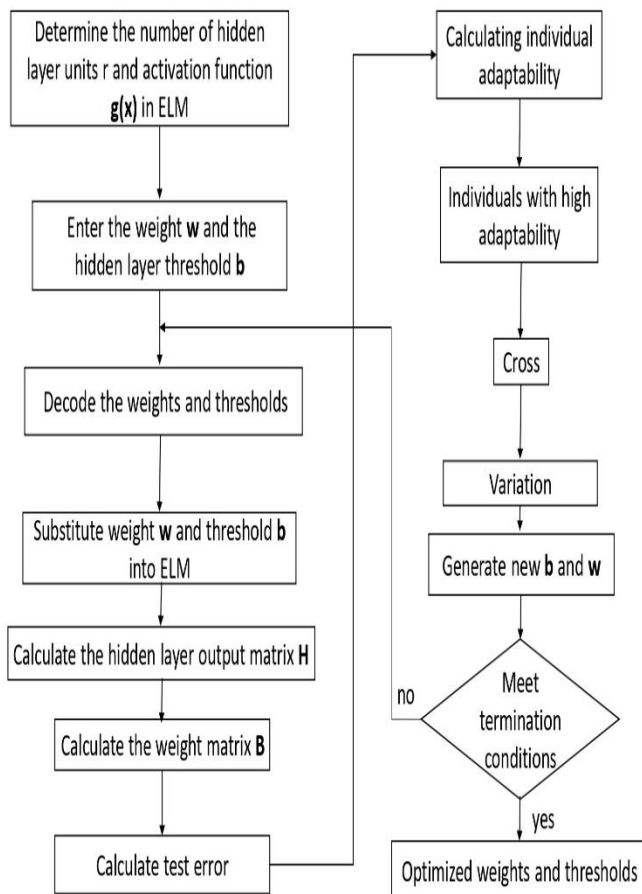 Determine the number of hidden
layer units r and activation function
g(x) in ELM
Enter the weight w and the
hidden layer threshold b
Decode the weights and thresholds
Substitute weight w and threshold b
into ELM
Calculate the hidden layer output matrix H
Calculate the weight matrix B
Calculate test error
Calculating individual
adaptability
Individuals with high
adaptability
Cross
Variation
Generate new b and w
Meet
termination
conditions
no
yes
Optimized weights and thresholds